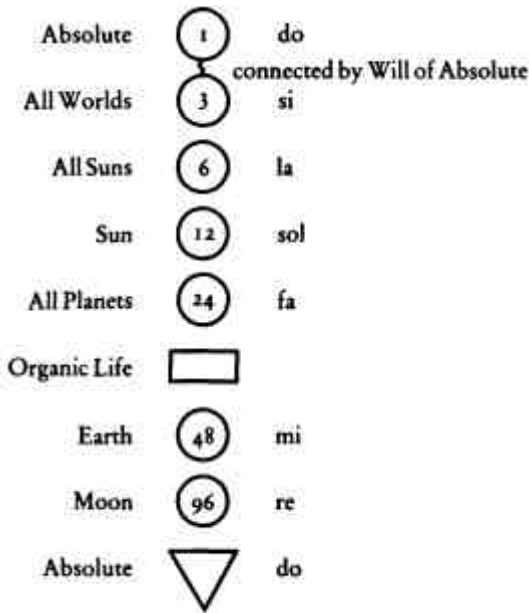 Absolute 1 do
connected by Will of Absolute
All Worlds 3 si
All Suns 6 la
Sun 12 sol
All Planets 24 fa
Organic Life
Earth 48 mi
Moon 96 re
Absolute do